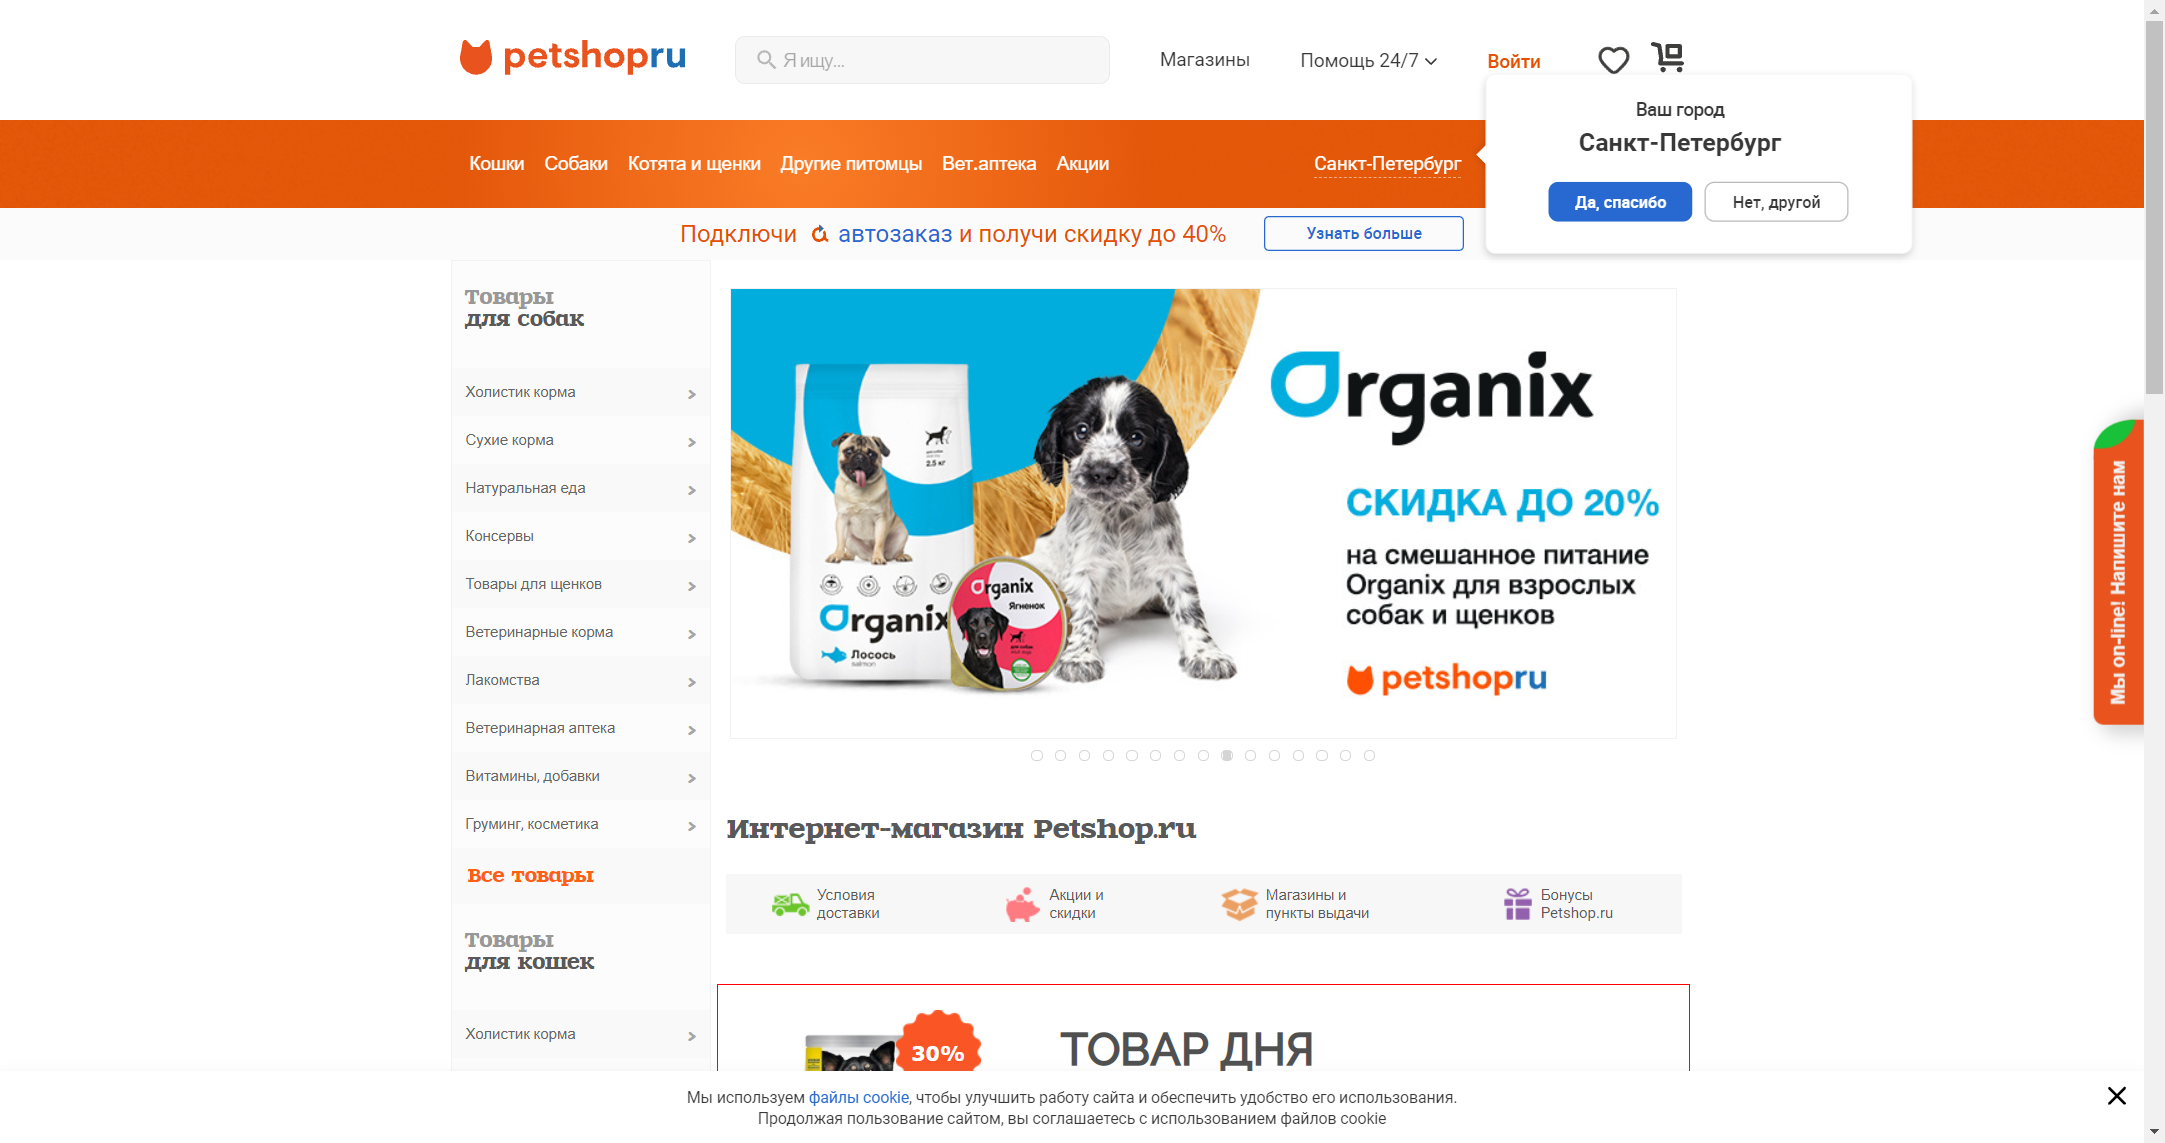 petshopru
Я ищу...
Магазины
Помощь 24/7
Войти
Ваш город
Санкт-Петербург
Да, спасибо
Нет, другой
Кошки
Собаки
Котята и щенки
Другие питомцы
Вет.аптека
Акции
Санкт-Петербург
Подключи автозаказ и получи скидку до 40%
Узнать больше
Товары
для собак
Холистик корма
Сухие корма
Натуральная еда
Консервы
Товары для щенков
Ветеринарные корма
Лакомства
Ветеринарная аптека
Витамины, добавки
Груминг, косметика
Все товары
Товары
для кошек
Холистик корма
2.5 кг
Organix
Лосось
salmon
Organix
Ягненок
Organix
СКИДКА ДО 20%
на смешанное питание
Organix для взрослых
собак и щенков
petshopru
Мы on-line! Напишите нам
Интернет-магазин Petshop.ru
Условия
доставки
Акции и
скидки
Магазины и
пункты выдачи
Бонусы
Petshop.ru
30%
ТОВАР ДНЯ
Мы используем файлы cookie, чтобы улучшить работу сайта и обеспечить удобство его использования.
Продолжая пользование сайтом, вы соглашаетесь с использованием файлов cookie